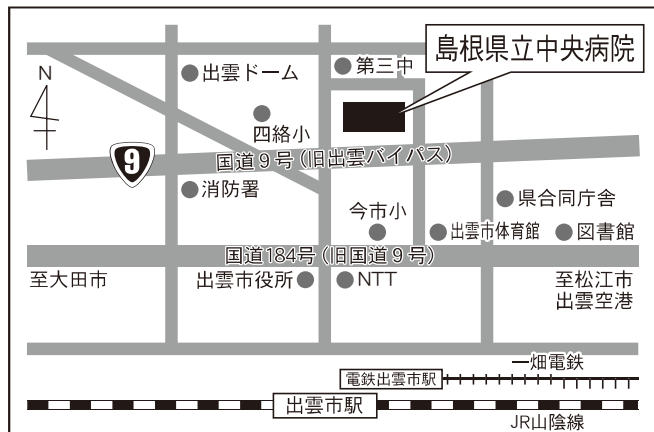 島根県立中央病院
第三中
N
出雲ドーム
四絡小
国道9号(旧出雲バイパス)
9
消防署
県合同庁舎
今市小
出雲市体育館
図書館
国道184号(旧国道9号)
至大田市
出雲市役所
NTT
至松江市
出雲空港
一畑電鉄
電鉄出雲市駅
出雲市駅
JR山陰線